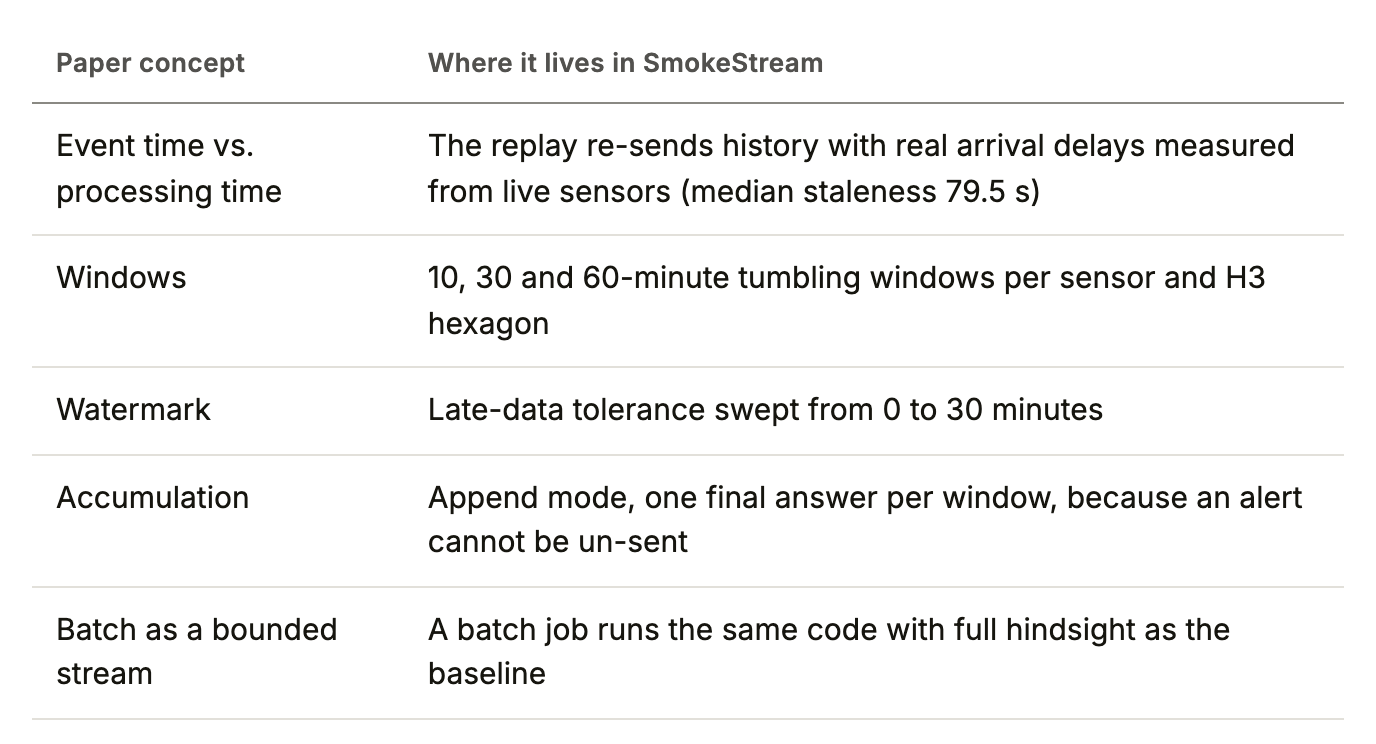 Paper concept Where it lives in SmokeStream
Event time vs. The replay re-sends history with real arrival delays measured
processing time from live sensors (median staleness 79.5 s)
Windows 10, 30 and 60-minute tumbling windows per sensor and H3
hexagon
Watermark Late-data tolerance swept from 0 to 30 minutes
Accumulation Append mode, one final answer per window, because an alert
cannot be un-sent
Batch as a bounded A batch job runs the same code with full hindsight as the
stream baseline